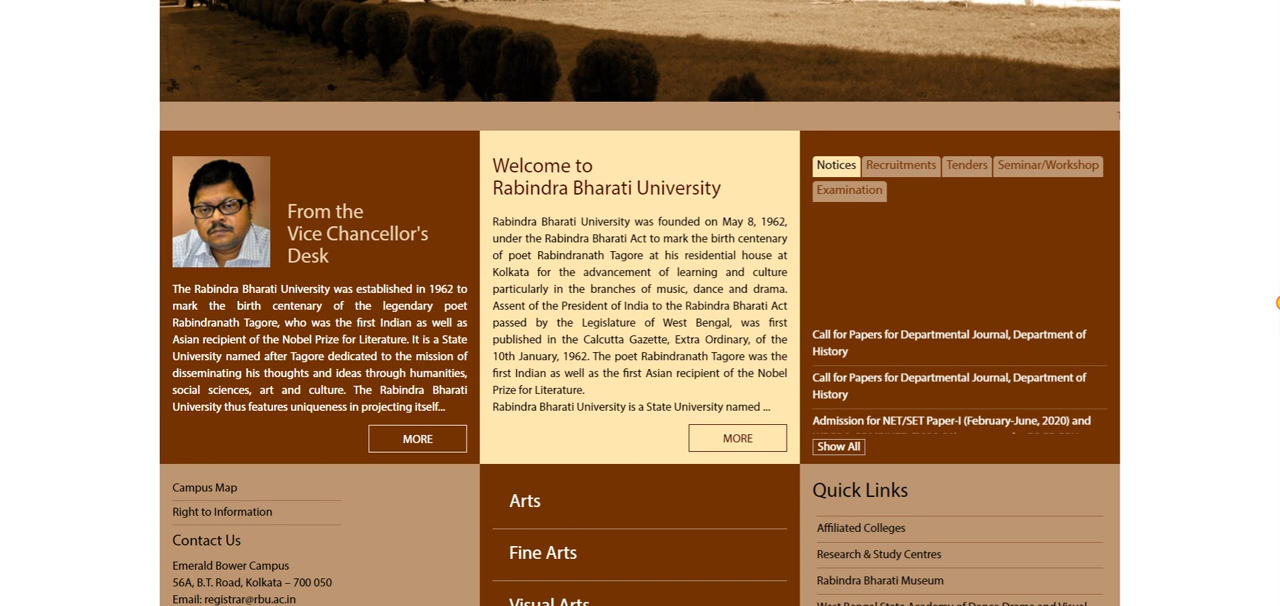 From the
Vice Chancellor's
Desk
The Rabindra Bharati University was established in 1962 to
mark the birth centenary of the legendary poet
Rabindranath Tagore, who was the first Indian as well as
Asian recipient of the Nobel Prize for Literature. It is a State
University named after Tagore dedicated to the mission of
disseminating his thoughts and ideas through humanities,
social sciences, art and culture. The Rabindra Bharati
University thus features uniqueness in projecting itself...
MORE
Welcome to
Rabindra Bharati University
Rabindra Bharati University was founded on May 8, 1962,
under the Rabindra Bharati Act to mark the birth centenary
of poet Rabindranath Tagore at his residential house at
Kolkata for the advancement of learning and culture
particularly in the branches of music, dance and drama.
Assent of the President of India to the Rabindra Bharati Act
passed by the Legislature of West Bengal, was first
published in the Calcutta Gazette, Extra Ordinary, of the
10th January, 1962. The poet Rabindranath Tagore was the
first Indian as well as the first Asian recipient of the Nobel
Prize for Literature.
Rabindra Bharati University is a State University named ...
MORE
Notices Recruitments Tenders Seminar/Workshop
Examination
Call for Papers for Departmental Journal, Department of
History
Call for Papers for Departmental Journal, Department of
History
Admission for NET/SET Paper-I (February-June, 2020) and
Show All
Campus Map
Right to Information
Contact Us
Emerald Bower Campus
56A, B.T. Road, Kolkata – 700 050
Email: registrar@rbu.ac.in
Arts
Fine Arts
Visual Arts
Quick Links
Affiliated Colleges
Research & Study Centres
Rabindra Bharati Museum
West Bengal State Academy of Dance Drama and Visual